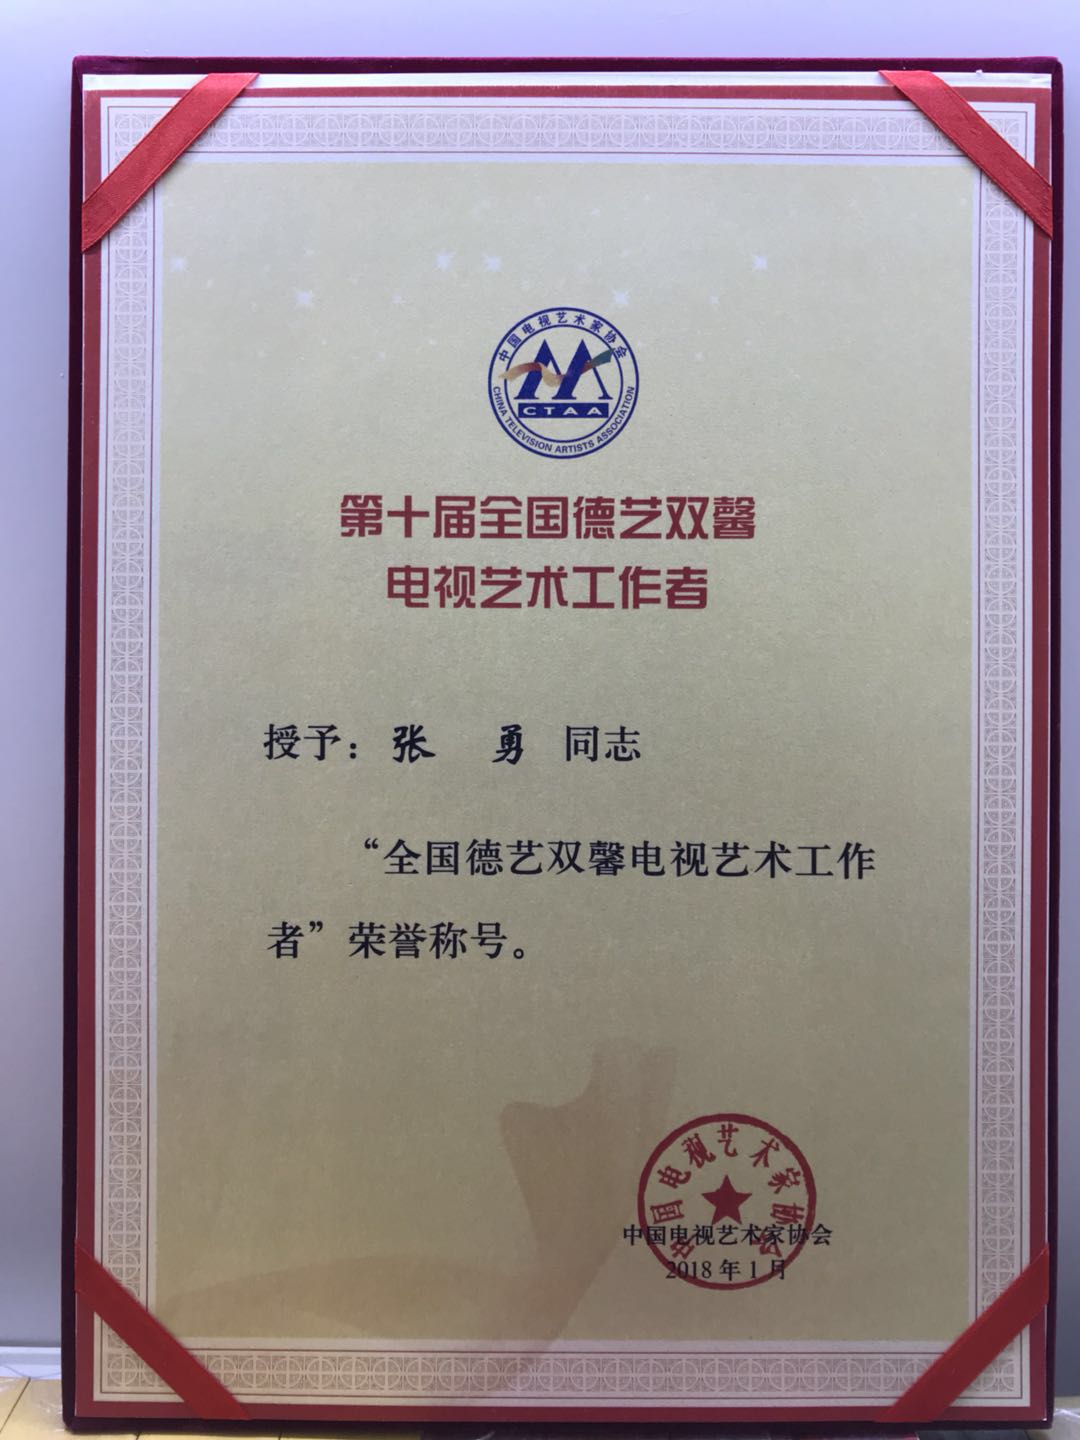 中国电视艺术家协会
CTAA
CHINA TELEVISION ARTISTS ASSOCIATION
第十届全国德艺双馨
电视艺术工作者
授予：张 勇 同志
“全国德艺双馨电视艺术工作
者”荣誉称号。
中国电视艺术家协会
中国电视艺术家协会
2018年1月